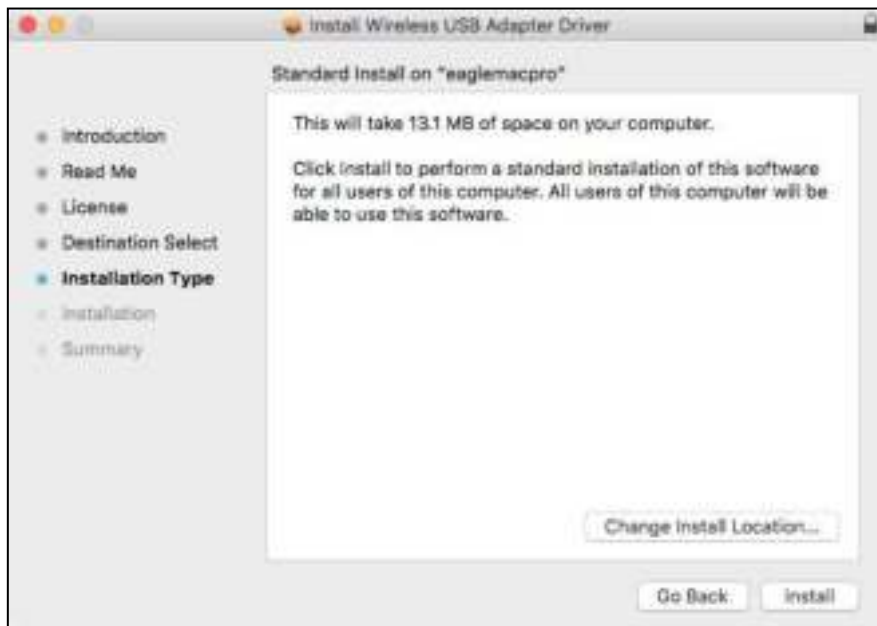 Install Wireless USB Adapter Driver
Standard Install on "eaglemacpro"
Introduction
Read Me
License
Destination Select
Installation Type
Installation
Summary
This will take 13.1 MB of space on your computer.
Click Install to perform a standard installation of this software
for all users of this computer. All users of this computer will be
able to use this software.
Change Install Location...
Go Back
Install